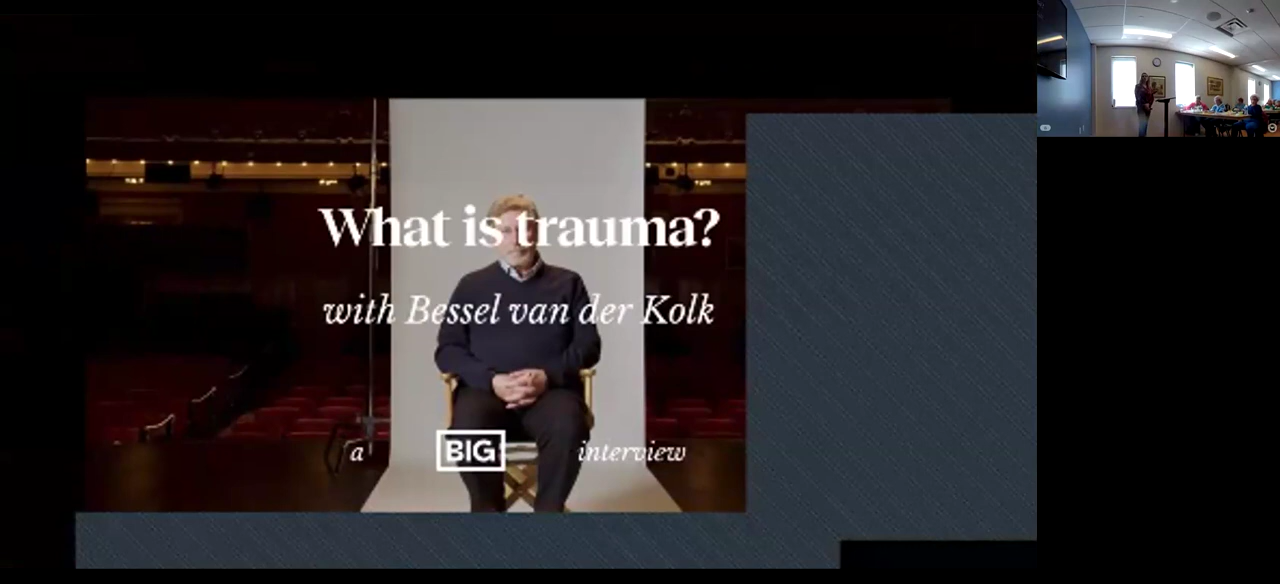 What is trauma?
with Bessel van der Kolk
a BIG interview